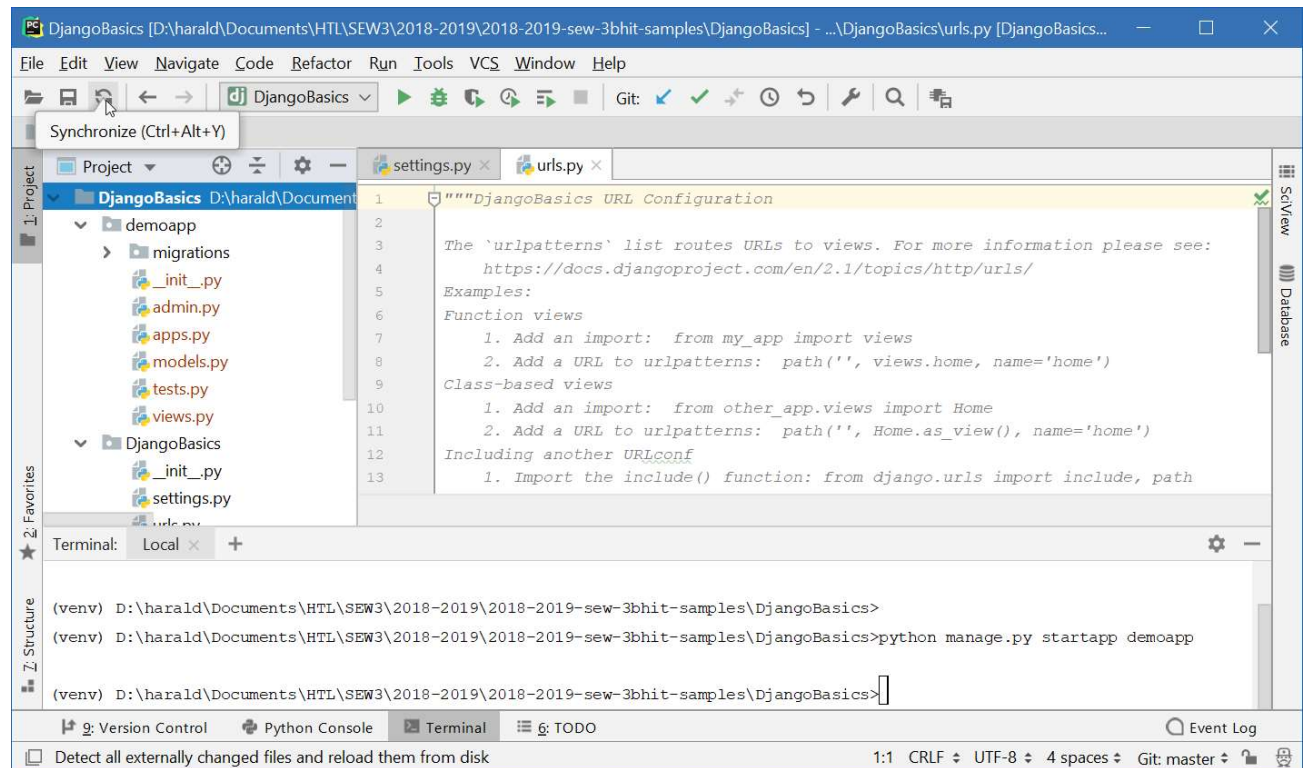 PC DjangoBasics [D:\harald\Documents\HTL\SEW3\2018-2019\2018-2019-sew-3bhit-samples\DjangoBasics] - ...\DjangoBasics\urls.py [DjangoBasics...
File Edit View Navigate Code Refactor Run Tools VCS Window Help
dj DjangoBasics Git:
Synchronize (Ctrl+Alt+Y)
Project settings.py urls.py
1: Project
DjangoBasics D:\harald\Document
demoapp
migrations
__init__.py
admin.py
apps.py
models.py
tests.py
views.py
DjangoBasics
__init__.py
settings.py
urls.py
1 """DjangoBasics URL Configuration
2
3 The `urlpatterns` list routes URLs to views. For more information please see:
4 https://docs.djangoproject.com/en/2.1/topics/http/urls/
5 Examples:
6 Function views
7 1. Add an import:  from my_app import views
8 2. Add a URL to urlpatterns:  path('', views.home, name='home')
9 Class-based views
10 1. Add an import:  from other_app.views import Home
11 2. Add a URL to urlpatterns:  path('', Home.as_view(), name='home')
12 Including another URLconf
13 1. Import the include() function: from django.urls import include, path
SciView
Database
2: Favorites
7: Structure
Terminal: Local +
(venv) D:\harald\Documents\HTL\SEW3\2018-2019\2018-2019-sew-3bhit-samples\DjangoBasics>
(venv) D:\harald\Documents\HTL\SEW3\2018-2019\2018-2019-sew-3bhit-samples\DjangoBasics>python manage.py startapp demoapp
(venv) D:\harald\Documents\HTL\SEW3\2018-2019\2018-2019-sew-3bhit-samples\DjangoBasics>
9: Version Control Python Console Terminal 6: TODO Event Log
Detect all externally changed files and reload them from disk 1:1 CRLF UTF-8 4 spaces Git: master